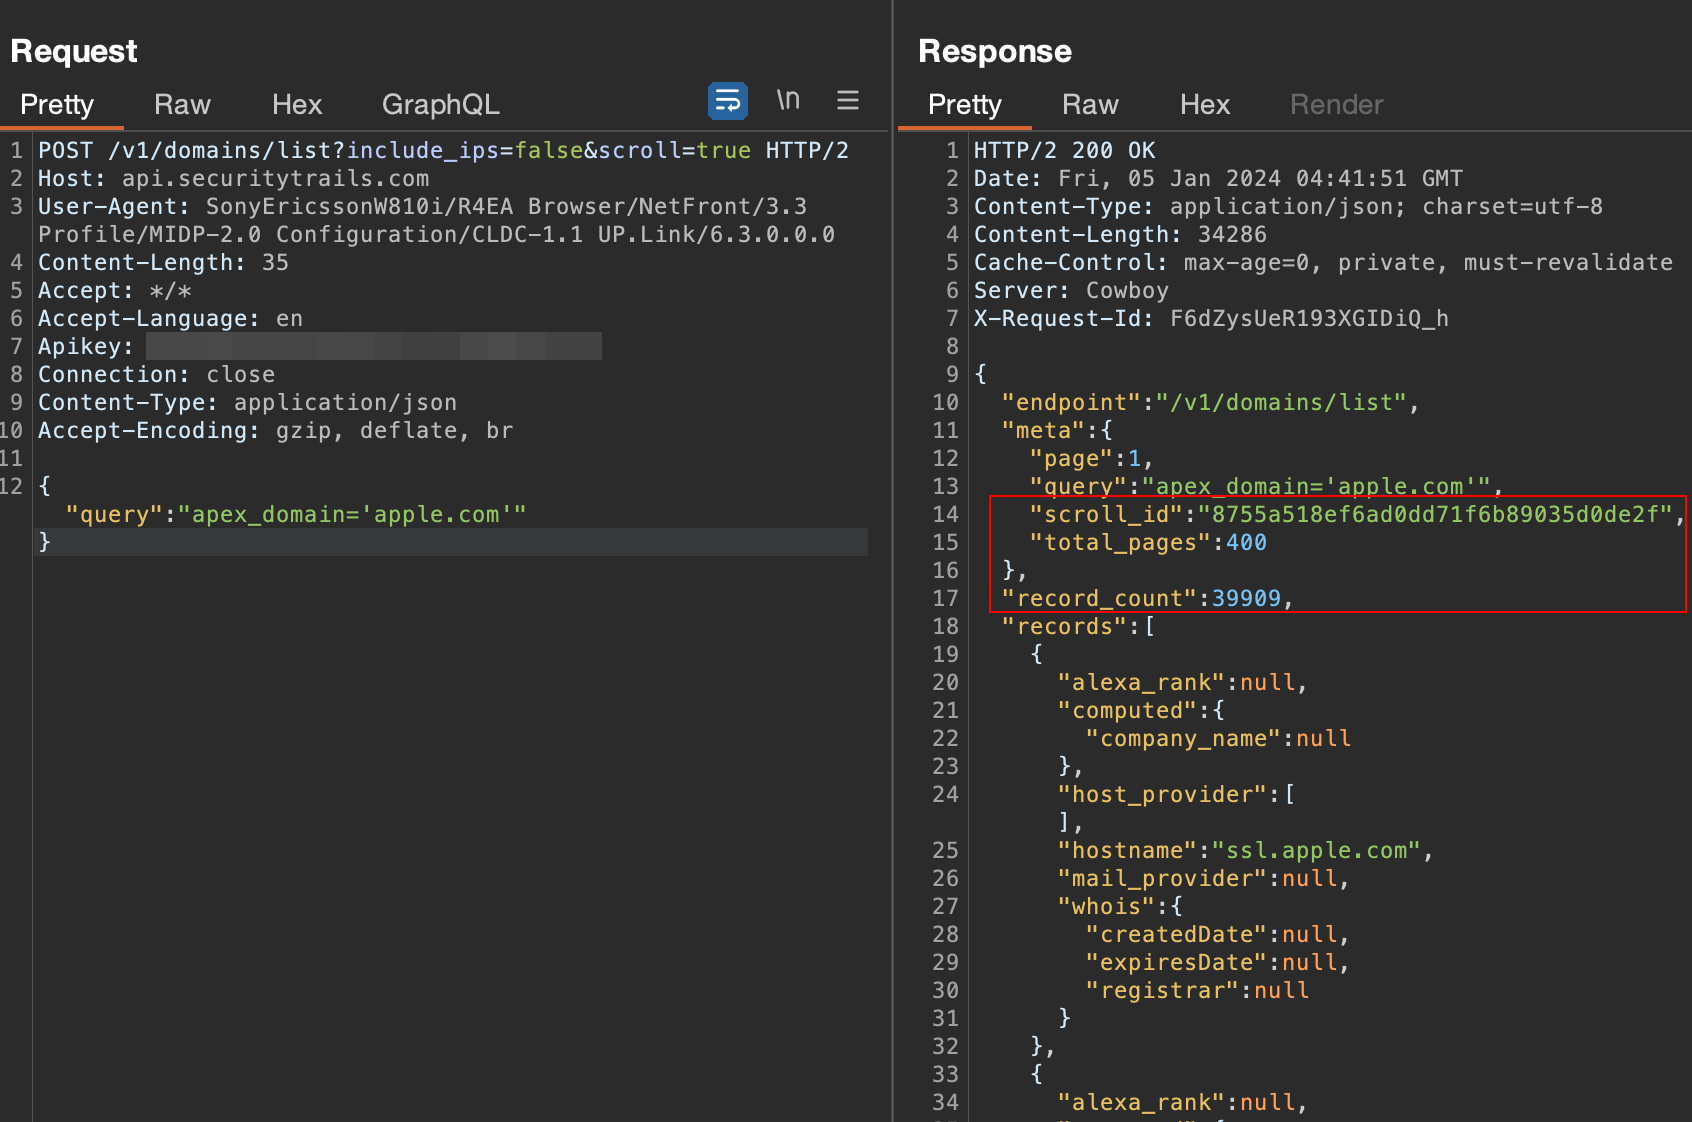 Request
Pretty Raw Hex GraphQL \n
1 POST /v1/domains/list?include_ips=false&scroll=true HTTP/2
2 Host: api.securitytrails.com
3 User-Agent: SonyEricssonW810i/R4EA Browser/NetFront/3.3
Profile/MIDP-2.0 Configuration/CLDC-1.1 UP.Link/6.3.0.0.0
4 Content-Length: 35
5 Accept: */*
6 Accept-Language: en
7 Apikey:
8 Connection: close
9 Content-Type: application/json
10 Accept-Encoding: gzip, deflate, br
11
12 {
"query":"apex_domain='apple.com'"
}
Response
Pretty Raw Hex Render
1 HTTP/2 200 OK
2 Date: Fri, 05 Jan 2024 04:41:51 GMT
3 Content-Type: application/json; charset=utf-8
4 Content-Length: 34286
5 Cache-Control: max-age=0, private, must-revalidate
6 Server: Cowboy
7 X-Request-Id: F6dZysUeR193XGIDiQ_h
8
9 {
10 "endpoint":"/v1/domains/list",
11 "meta":{
12 "page":1,
13 "query":"apex_domain='apple.com'",
14 "scroll_id":"8755a518ef6ad0dd71f6b89035d0de2f",
15 "total_pages":400
16 },
17 "record_count":39909,
18 "records":[
19 {
20 "alexa_rank":null,
21 "computed":{
22 "company_name":null
23 },
24 "host_provider":[
],
25 "hostname":"ssl.apple.com",
26 "mail_provider":null,
27 "whois":{
28 "createdDate":null,
29 "expiresDate":null,
30 "registrar":null
31 }
32 },
33 {
34 "alexa_rank":null,